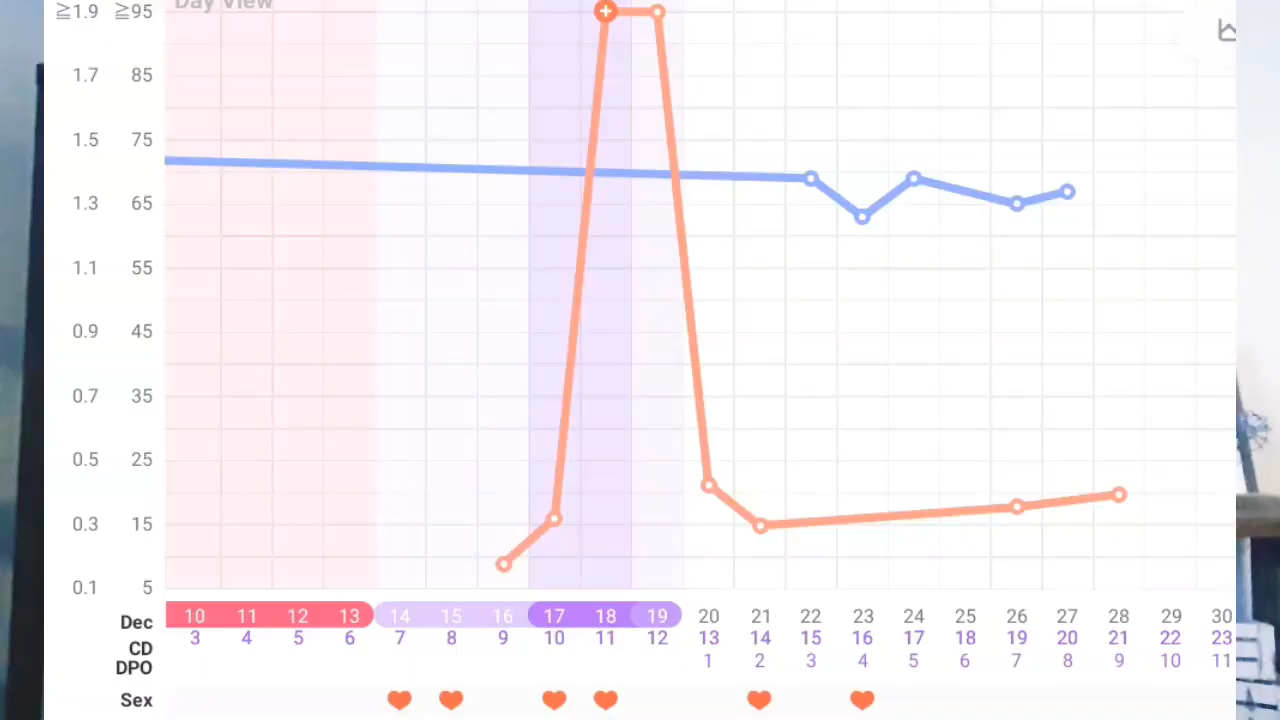 Day View
≧1.9 ≧95
1.7 85
1.5 75
1.3 65
1.1 55
0.9 45
0.7 35
0.5 25
0.3 15
0.1 5
Dec 10 11 12 13 14 15 16 17 18 19 20 21 22 23 24 25 26 27 28 29 30
CD 3 4 5 6 7 8 9 10 11 12 13 14 15 16 17 18 19 20 21 22 23
DPO 1 2 3 4 5 6 7 8 9 10 11
Sex